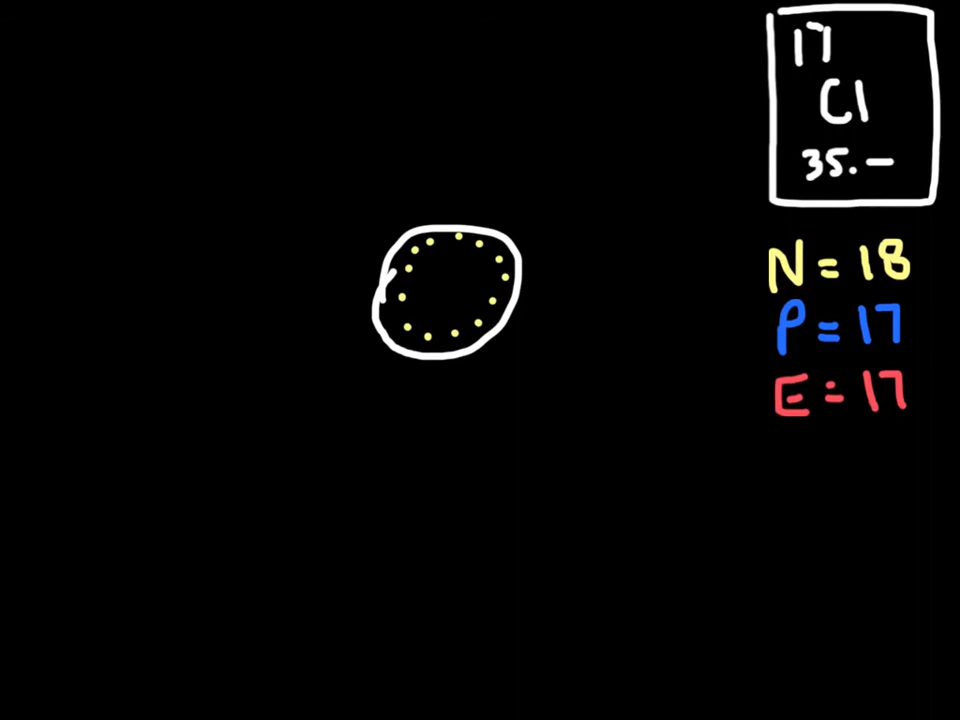 17
Cl
35.–
N = 18
P = 17
E = 17